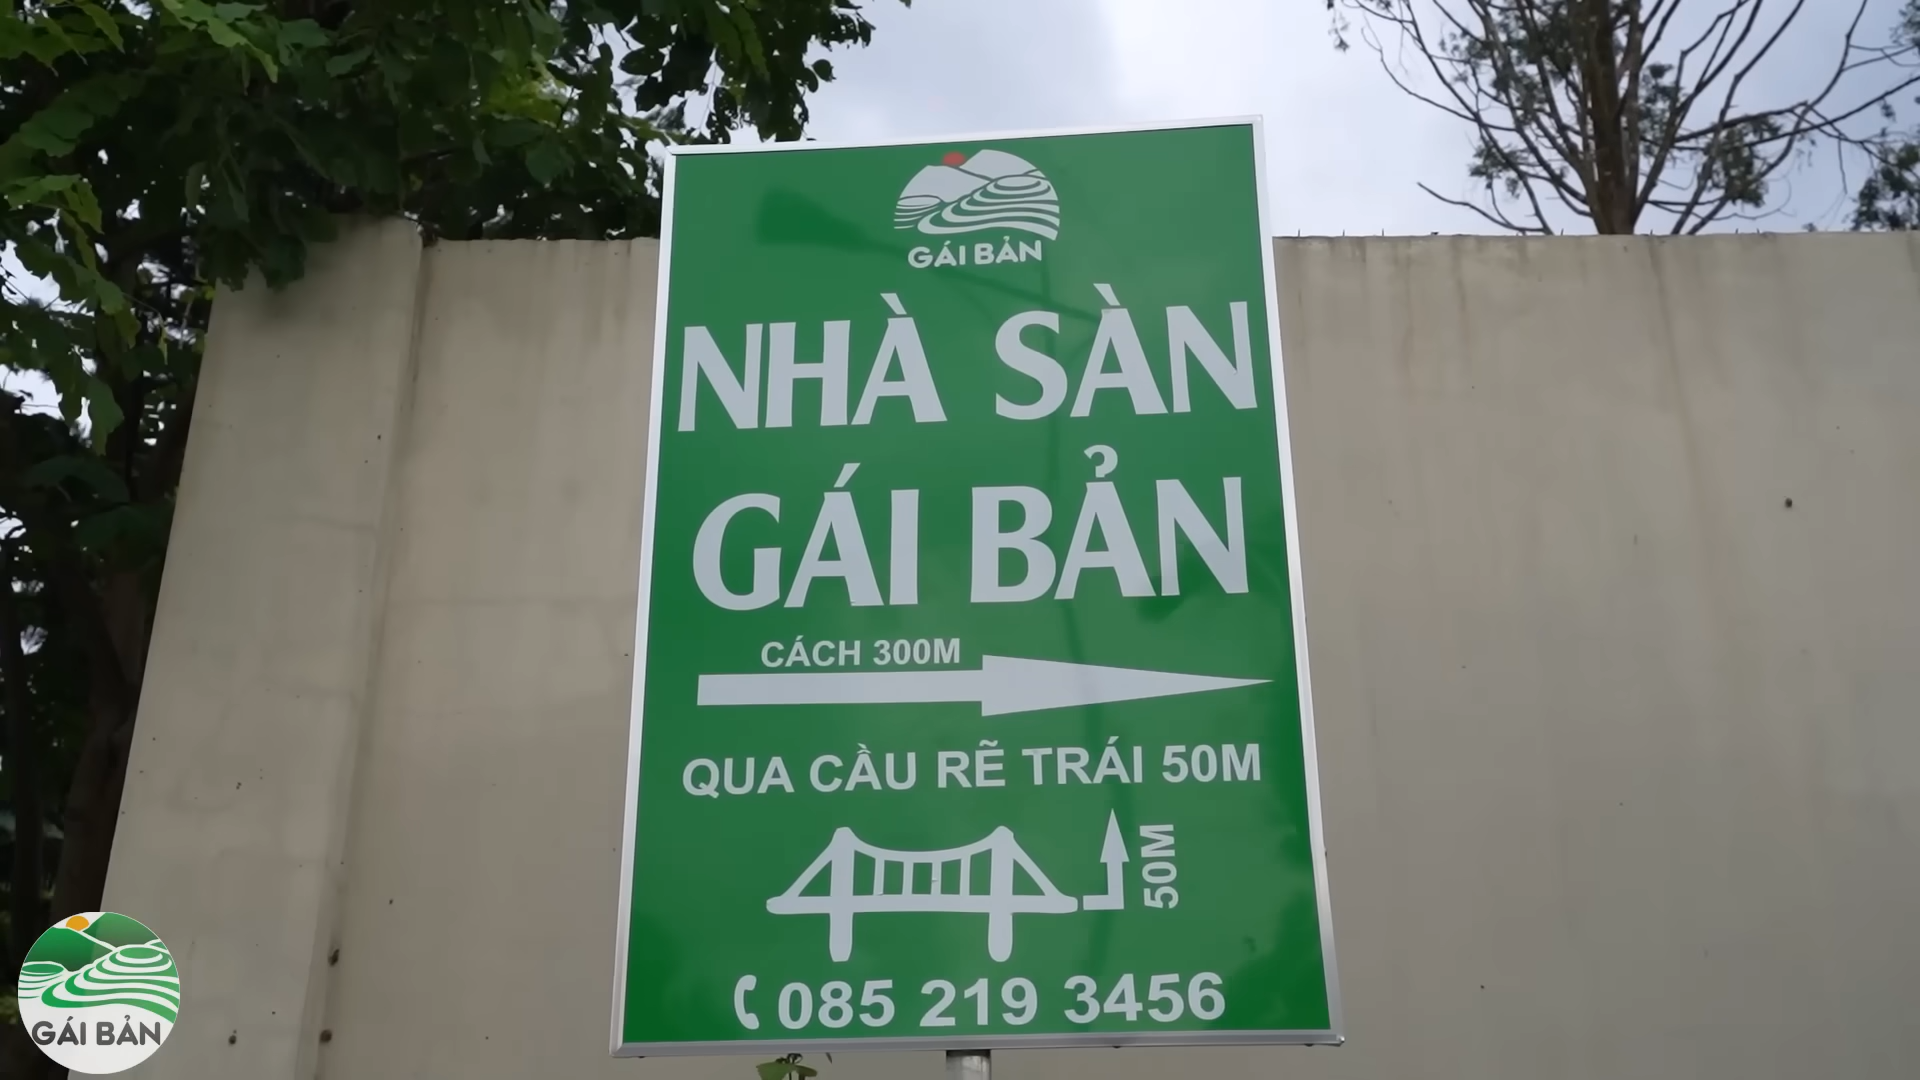 GÁI BẢN
NHÀ SÀN
GÁI BẢN
CÁCH 300M
QUA CẦU RẼ TRÁI 50M
50M
085 219 3456
GÁI BẢN